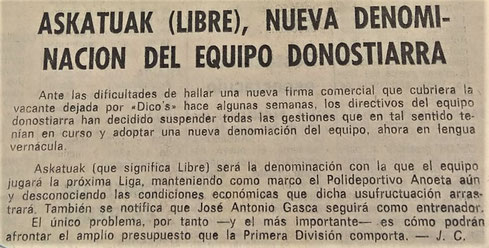 ASKATUAK (LIBRE), NUEVA DENOMI-
NACION DEL EQUIPO DONOSTIARRA
Ante las dificultades de hallar una nueva firma comercial que cubriera la
vacante dejada por «Dico's» hace algunas semanas, los directivos del equipo
donostiarra han decidido suspender todas las gestiones que en tal sentido te-
nían en curso y adoptar una nueva denomiación del equipo, ahora en lengua
vernácula.
Askatuak (que significa Libre) será la denominación con la que el equipo
jugará la próxima Liga, manteniendo como marco el Polideportivo Anoeta aún
y desconociendo las condiciones económicas que dicha usufructuación arras-
trará. También se notifica que José Antonio Gasca seguirá como entrenador.
El único problema, por tanto —y el más importante— es cómo podrán
afrontar el amplio presupuesto que la Primera División comporta. — J. C.